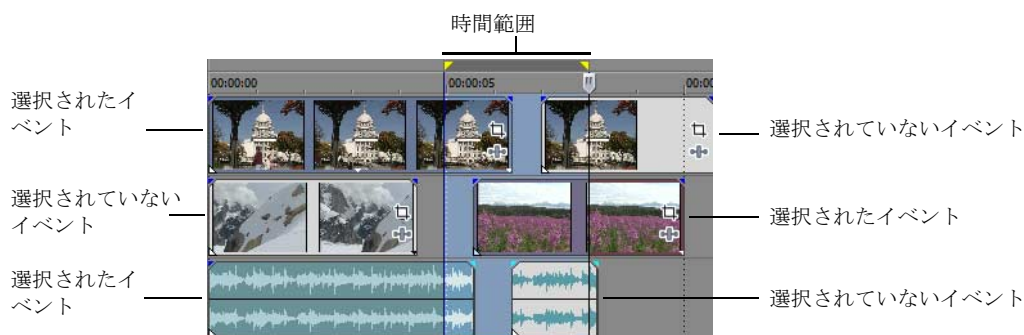 時間範囲
00:00:00
00:00:05
00:00
選択されたイ
ベント
選択されていないイベント
選択されていない
イベント
選択されたイベント
選択されたイ
ベント
選択されていないイベント